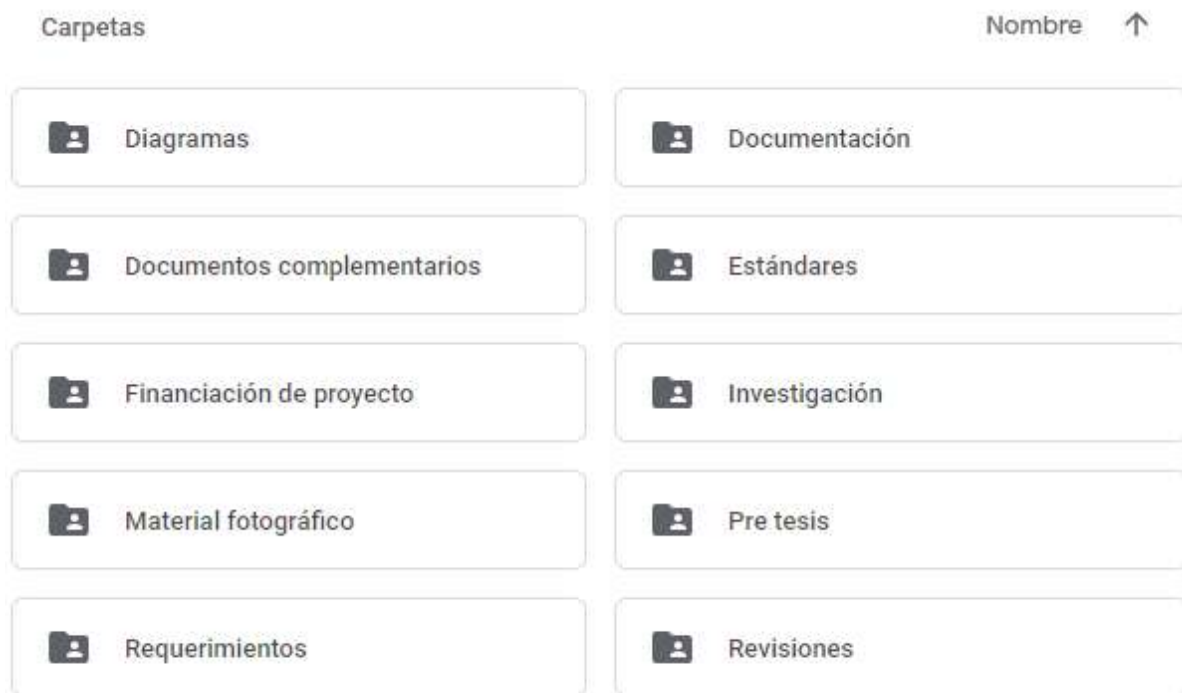 Carpetas
Nombre
Diagramas
Documentación
Documentos complementarios
Estándares
Financiación de proyecto
Investigación
Material fotográfico
Pre tesis
Requerimientos
Revisiones